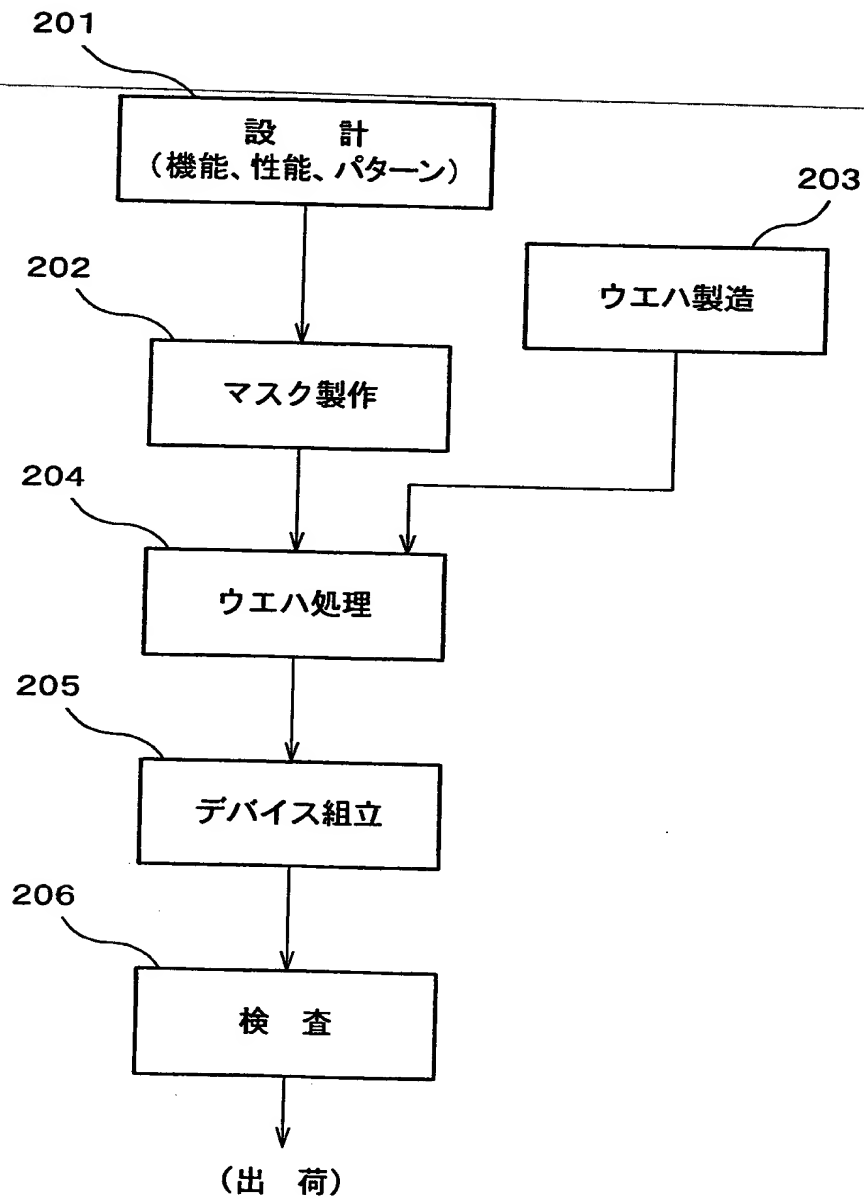 201
設 計
(機能、性能、パターン)
203
ウエハ製造
202
マスク製作
204
ウエハ処理
205
デバイス組立
206
検 査
(出 荷)